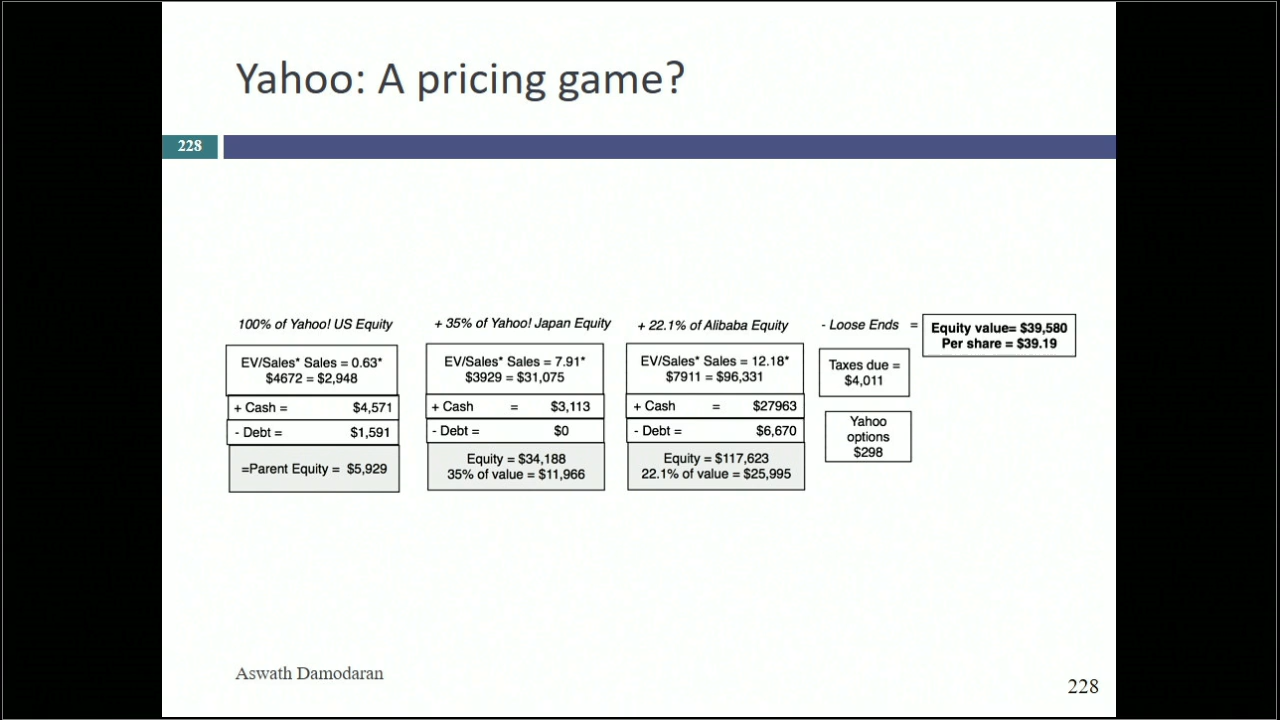 Yahoo: A pricing game?
228
100% of Yahoo! US Equity
EV/Sales* Sales = 0.63*
$4672 = $2,948
+ Cash = $4,571
- Debt = $1,591
=Parent Equity = $5,929
+ 35% of Yahoo! Japan Equity
EV/Sales* Sales = 7.91*
$3929 = $31,075
+ Cash = $3,113
- Debt = $0
Equity = $34,188
35% of value = $11,966
+ 22.1% of Alibaba Equity
EV/Sales* Sales = 12.18*
$7911 = $96,331
+ Cash = $27963
- Debt = $6,670
Equity = $117,623
22.1% of value = $25,995
- Loose Ends =
Taxes due =
$4,011
Yahoo
options
$298
Equity value= $39,580
Per share = $39.19
Aswath Damodaran
228